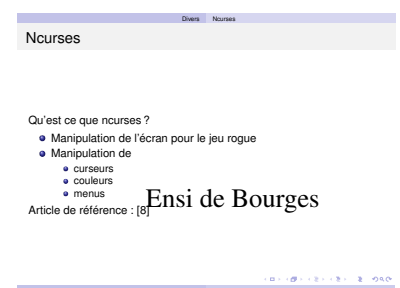 Divers Ncurses
Ncurses
Qu'est ce que ncurses ?
Manipulation de l'écran pour le jeu rogue
Manipulation de
curseurs
couleurs
menus
Ensi de Bourges
Article de référence : [8]